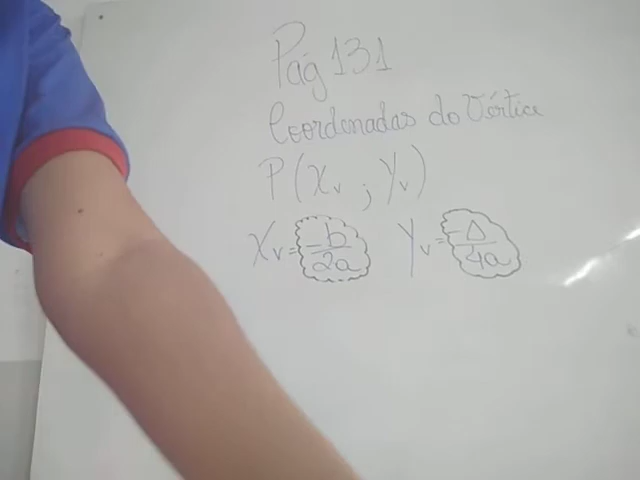 Pág 131
Coordenadas do Vértice
P(Xv ; Yv)
Xv = -b/2a Yv = -Δ/4a